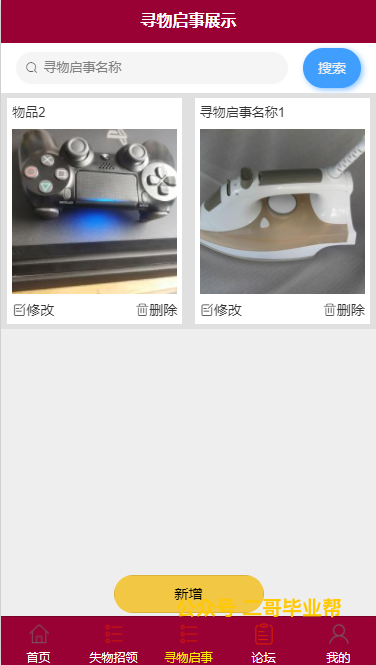 寻物启事展示
寻物启事名称
搜索
物品2
寻物启事名称1
修改
删除
修改
删除
新增
公众号:二哥毕业帮
首页
失物招领
寻物启事
论坛
我的